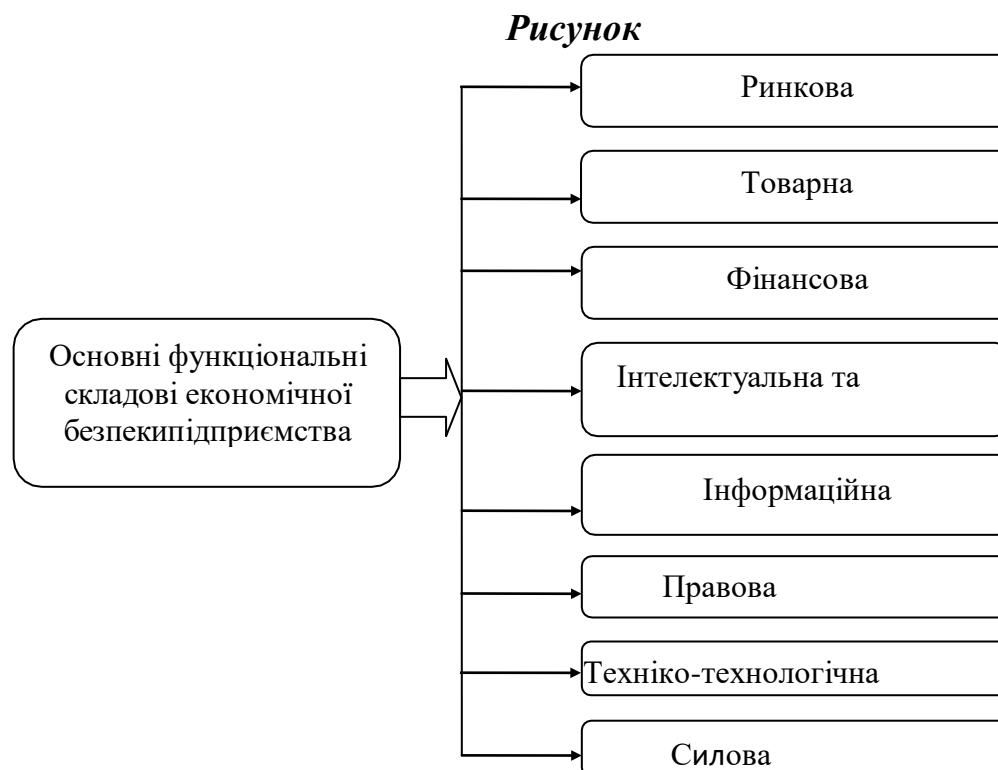 Рисунок
Ринкова
Товарна
Фінансова
Основні функціональні
складові економічної
безпекипідприємства
Інтелектуальна та
Інформаційна
Правова
Техніко-технологічна
Силова